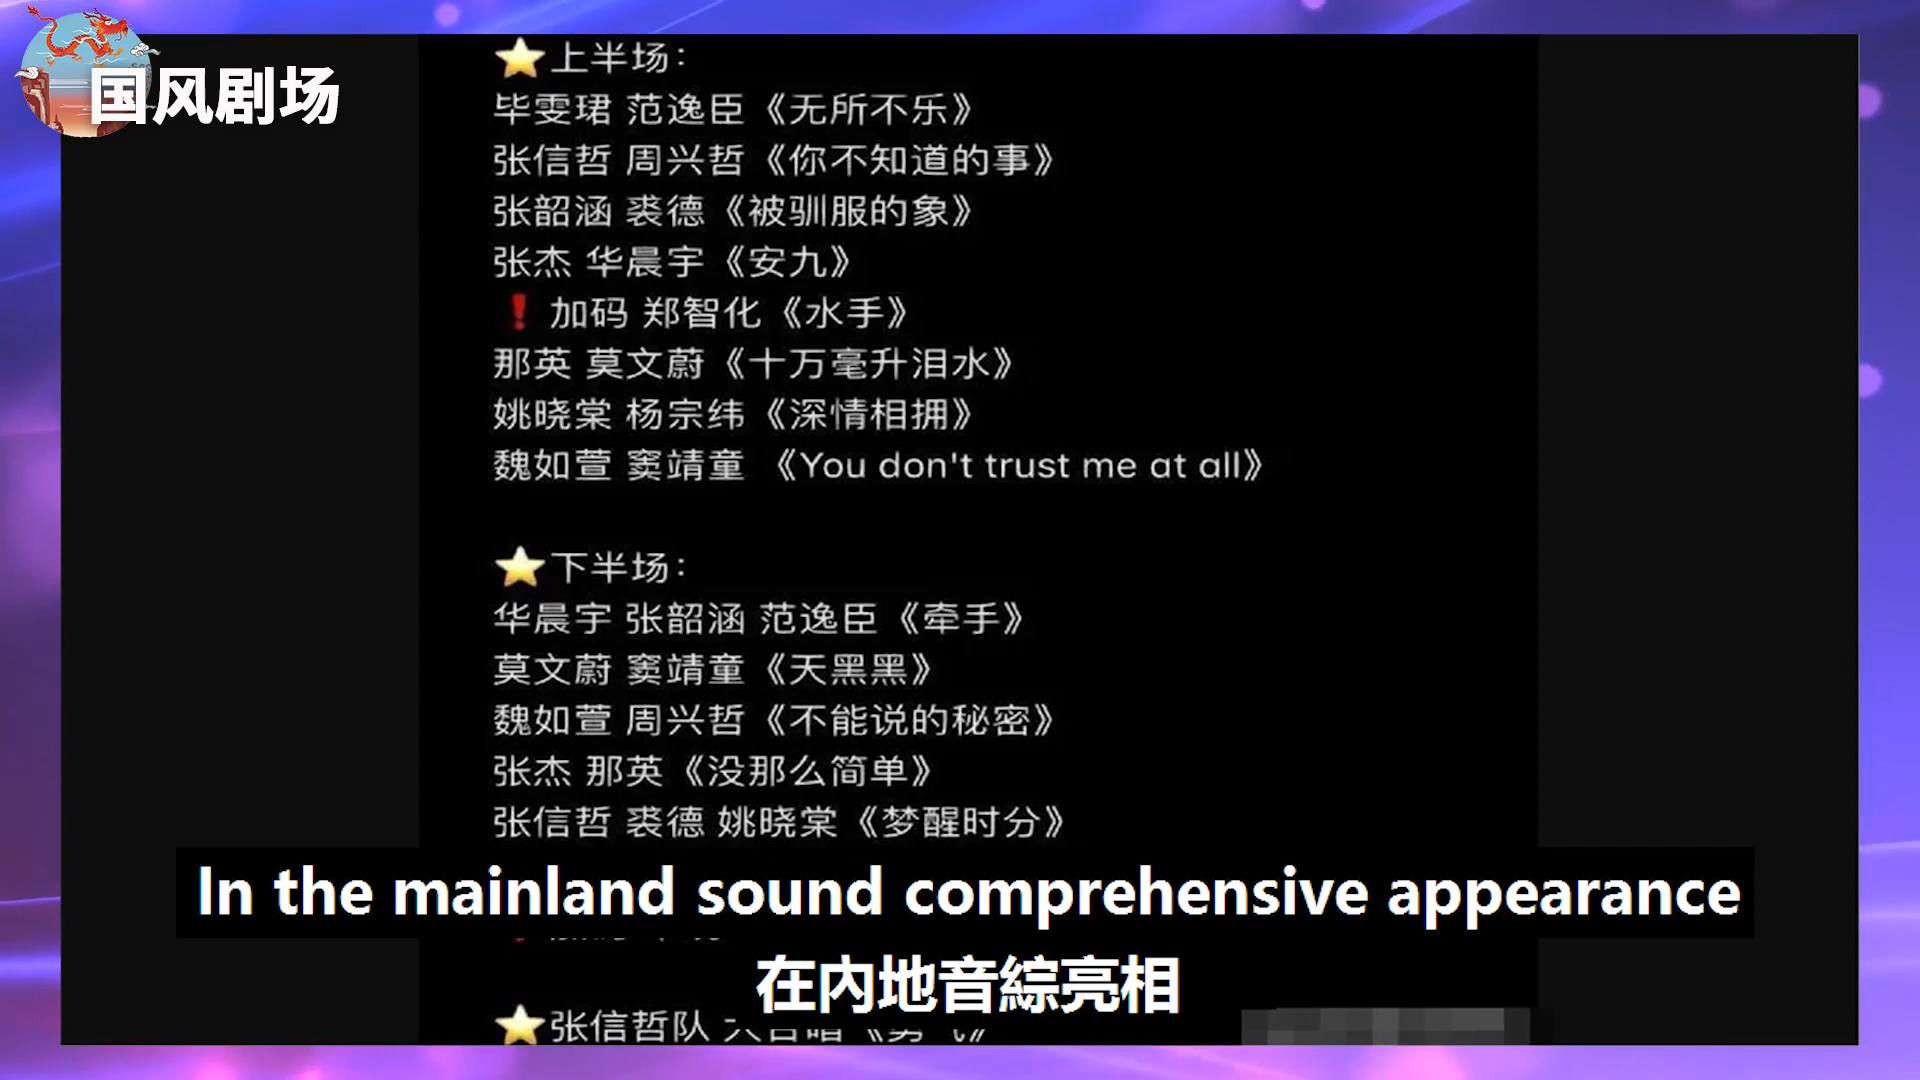 国风剧场
⭐上半场：
毕雯珺 范逸臣《无所不乐》
张信哲 周兴哲《你不知道的事》
张韶涵 裘德《被驯服的象》
张杰 华晨宇《安九》
❗ 加码 郑智化《水手》
那英 莫文蔚《十万毫升泪水》
姚晓棠 杨宗纬《深情相拥》
魏如萱 窦靖童 《You don't trust me at all》
⭐下半场：
华晨宇 张韶涵 范逸臣《牵手》
莫文蔚 窦靖童《天黑黑》
魏如萱 周兴哲《不能说的秘密》
张杰 那英《没那么简单》
张信哲 裘德 姚晓棠《梦醒时分》
In the mainland sound comprehensive appearance
在內地音綜亮相
⭐张信哲队